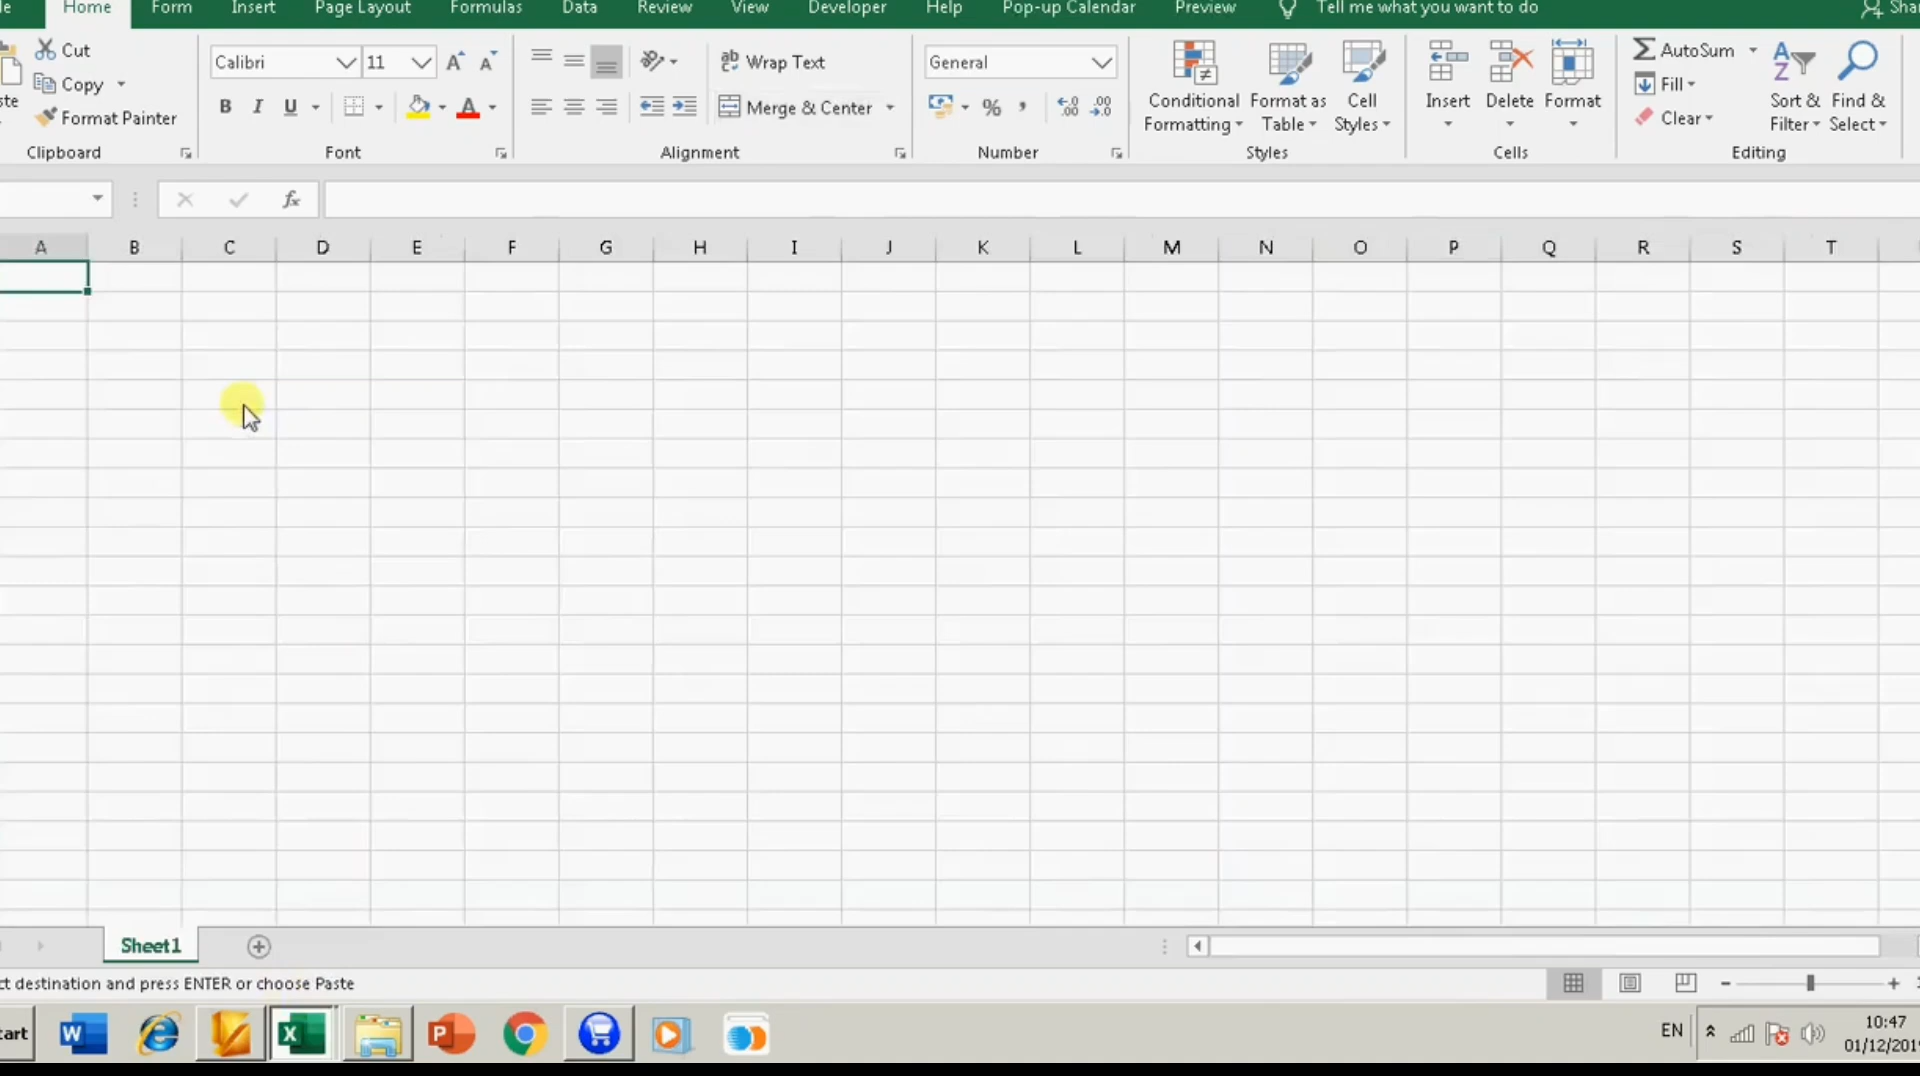 Home Form Insert Page Layout Formulas Data Review View Developer Help Pop-up Calendar Preview Tell me what you want to do
Cut
Copy
Format Painter
Clipboard
Calibri 11
B I U A
Font
Wrap Text
Merge & Center
Alignment
General
%
Number
Conditional Formatting
Format as Table
Cell Styles
Styles
Insert Delete Format
Cells
AutoSum
Fill
Clear
Sort & Filter
Find & Select
Editing
fx
A B C D E F G H I J K L M N O P Q R S T
Sheet1
destination and press ENTER or choose Paste
EN
10:47
01/12/201